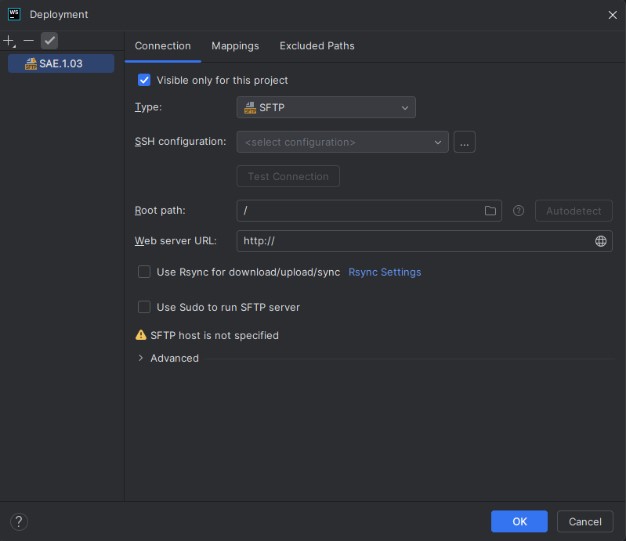 WS Deployment
SAE.1.03
SFTP
Connection Mappings Excluded Paths
Visible only for this project
Type: SFTP
SSH configuration: <select configuration> ...
Test Connection
Root path: / ? Autodetect
Web server URL: http://
Use Rsync for download/upload/sync Rsync Settings
Use Sudo to run SFTP server
SFTP host is not specified
Advanced
? OK Cancel